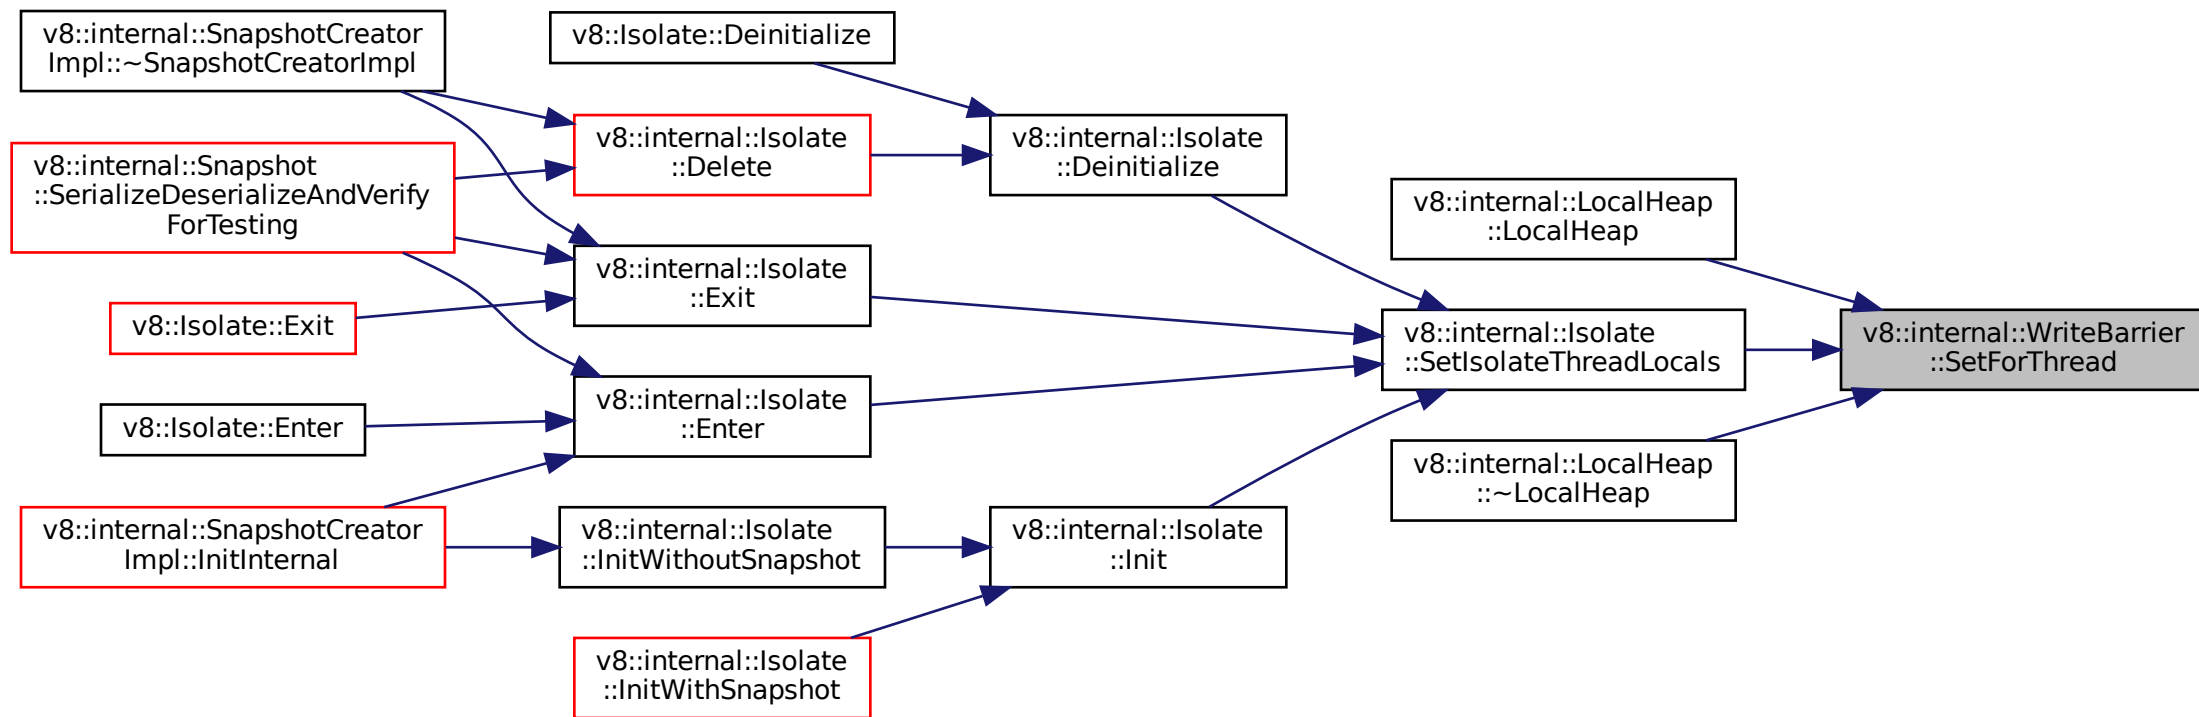 v8::internal::SnapshotCreator
Impl::~SnapshotCreatorImpl
v8::Isolate::Deinitialize
v8::internal::Isolate
::Delete
v8::internal::Isolate
::Deinitialize
v8::internal::Snapshot
::SerializeDeserializeAndVerify
ForTesting
v8::internal::LocalHeap
::LocalHeap
v8::internal::Isolate
::Exit
v8::Isolate::Exit
v8::internal::Isolate
::SetIsolateThreadLocals
v8::internal::WriteBarrier
::SetForThread
v8::internal::Isolate
::Enter
v8::Isolate::Enter
v8::internal::LocalHeap
::~LocalHeap
v8::internal::SnapshotCreator
Impl::InitInternal
v8::internal::Isolate
::InitWithoutSnapshot
v8::internal::Isolate
::Init
v8::internal::Isolate
::InitWithSnapshot